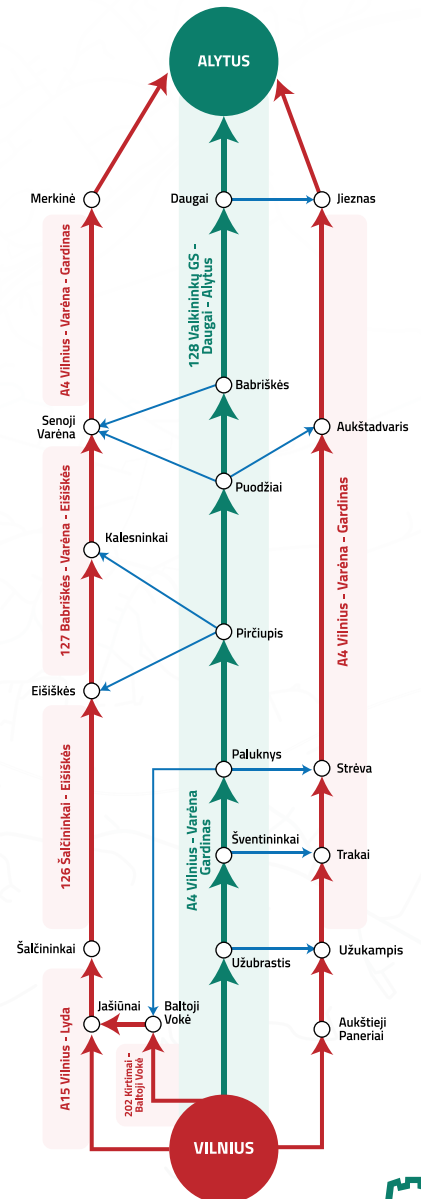 ALYTUS
Merkinė
Daugai
Jieznas
A4 Vilnius - Varėna - Gardinas
128 Valkininkų GS -
Daugai - Alytus
Babriškės
Senoji
Varėna
Aukštadvaris
Puodžiai
127 Babriškės - Varėna - Eišiškės
Kalesninkai
A4 Vilnius - Varėna - Gardinas
Pirčiupis
Eišiškės
Paluknys
Strėva
126 Šalčininkai - Eišiškės
A4 Vilnius - Varėna
Gardinas
Šventininkai
Trakai
Šalčininkai
Užubrastis
Užukampis
Jašiūnai
Baltoji
Vokė
Aukštieji
Paneriai
A15 Vilnius - Lyda
202 Kirtimai -
Baltoji Vokė
VILNIUS